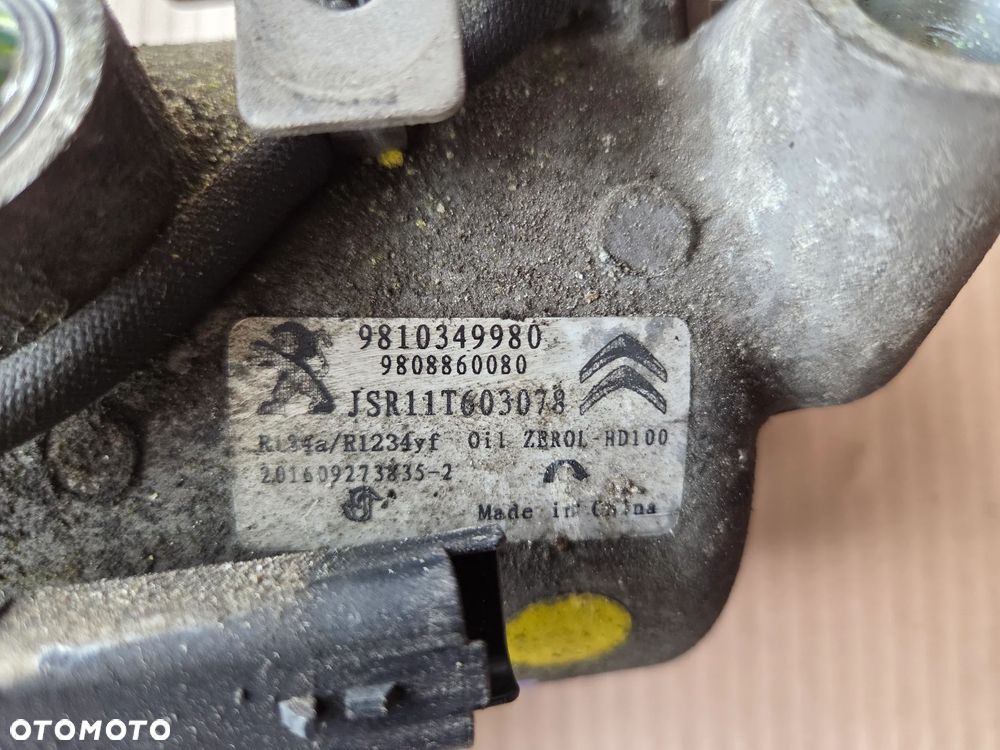 9810349980
9808860080
JSR11T603078
R134a/R1234yf Oil ZEROL-HD100
201609273835-2
Made in China
OTOMOTO